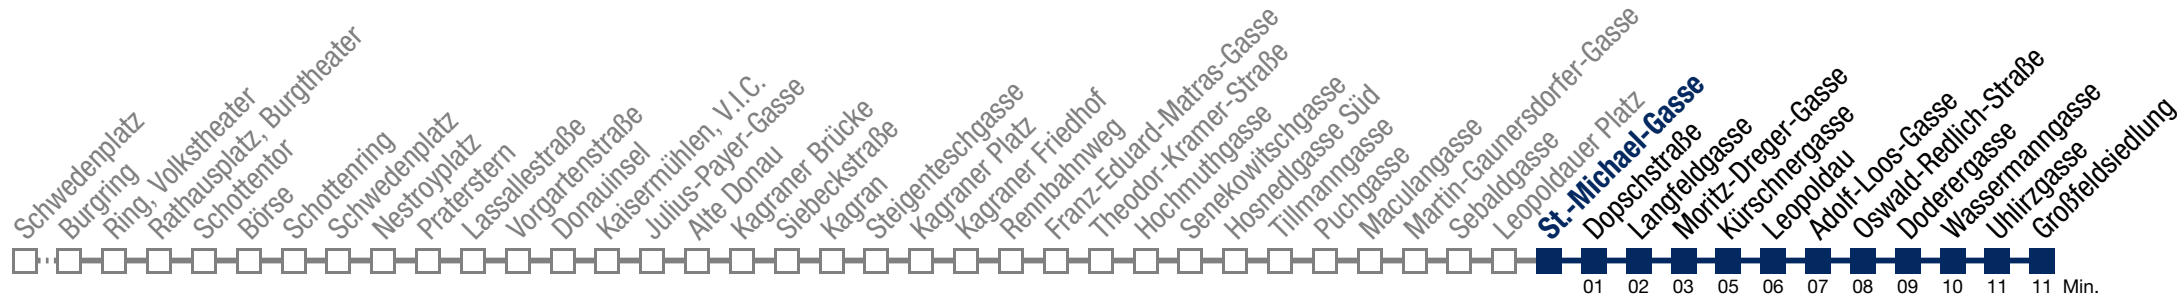 Schwedenplatz
Burgring
Ring, Volkstheater
Rathausplatz, Burgtheater
Schottentor
Börse
Schottenring
Schwedenplatz
Nestroyplatz
Praterstern
Lassallestraße
Vorgartenstraße
Donauinsel
Kaisermühlen, V.I.C.
Julius-Payer-Gasse
Alte Donau
Kagraner Brücke
Siebeckstraße
Kagran
Steigenteschgasse
Kagraner Platz
Kagraner Friedhof
Rennbahnweg
Franz-Eduard-Matras-Gasse
Theodor-Kramer-Straße
Hochmuthgasse
Senekowitschgasse
Hosnedlgasse Süd
Tillmanngasse
Puchgasse
Maculangasse
Martin-Gaunersdorfer-Gasse
Sebaldgasse
Leopoldauer Platz
St.-Michael-Gasse
Dopschstraße
Langfeldgasse
Moritz-Dreger-Gasse
Kürschnergasse
Leopoldau
Adolf-Loos-Gasse
Oswald-Redlich-Straße
Doderergasse
Wassermanngasse
Uhlirzgasse
Großfeldsiedlung
01 02 03 05 06 07 08 09 10 11 11 Min.